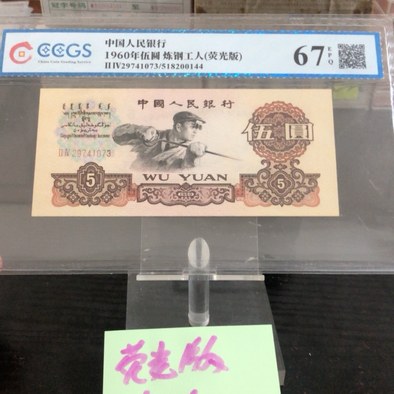 CCGS
中国人民银行
1960年伍圆 炼钢工人(荧光版)
II IV29741073/518200144
67 EPQ
中國人民銀行
伍圓
5
WU YUAN
5
荧光版